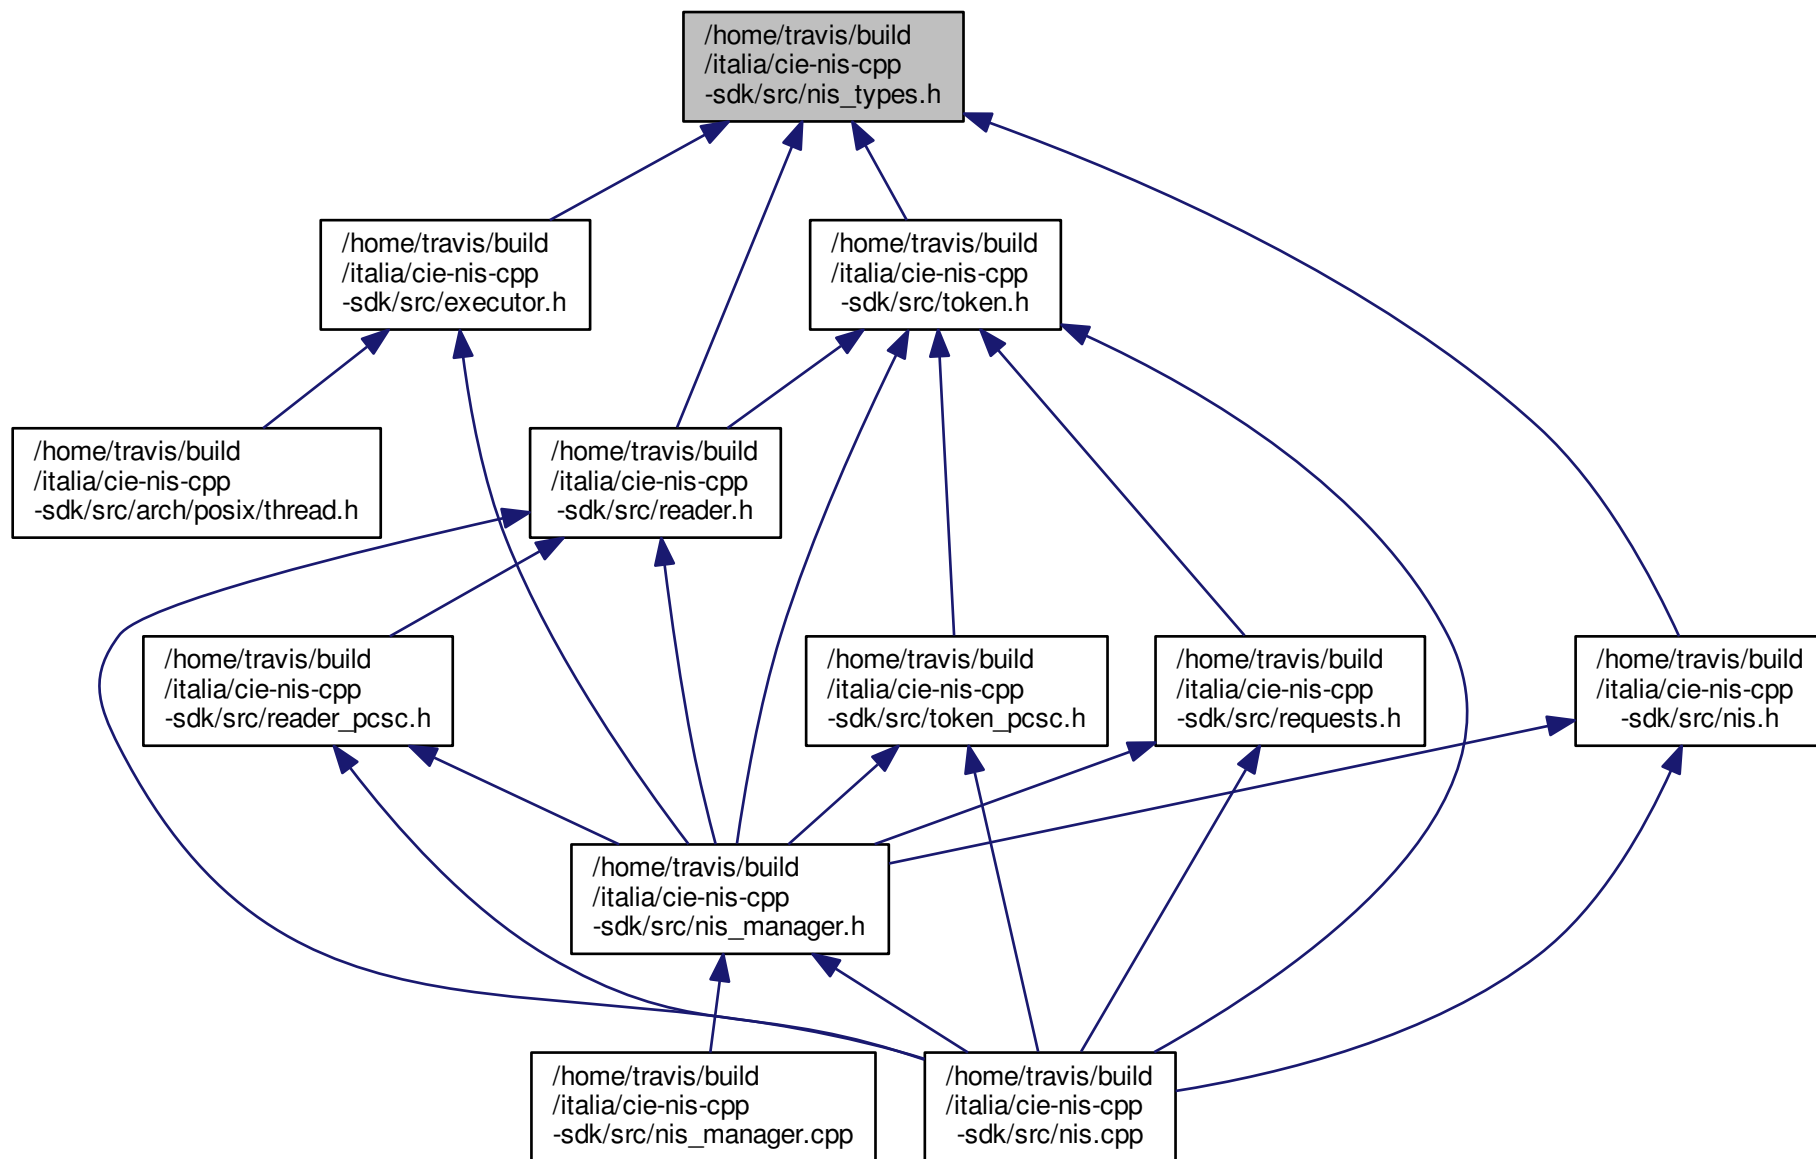 /home/travis/build
/italia/cie-nis-cpp
-sdk/src/nis_types.h
/home/travis/build
/italia/cie-nis-cpp
-sdk/src/executor.h
/home/travis/build
/italia/cie-nis-cpp
-sdk/src/token.h
/home/travis/build
/italia/cie-nis-cpp
-sdk/src/arch/posix/thread.h
/home/travis/build
/italia/cie-nis-cpp
-sdk/src/reader.h
/home/travis/build
/italia/cie-nis-cpp
-sdk/src/reader_pcsc.h
/home/travis/build
/italia/cie-nis-cpp
-sdk/src/token_pcsc.h
/home/travis/build
/italia/cie-nis-cpp
-sdk/src/requests.h
/home/travis/build
/italia/cie-nis-cpp
-sdk/src/nis.h
/home/travis/build
/italia/cie-nis-cpp
-sdk/src/nis_manager.h
/home/travis/build
/italia/cie-nis-cpp
-sdk/src/nis_manager.cpp
/home/travis/build
/italia/cie-nis-cpp
-sdk/src/nis.cpp